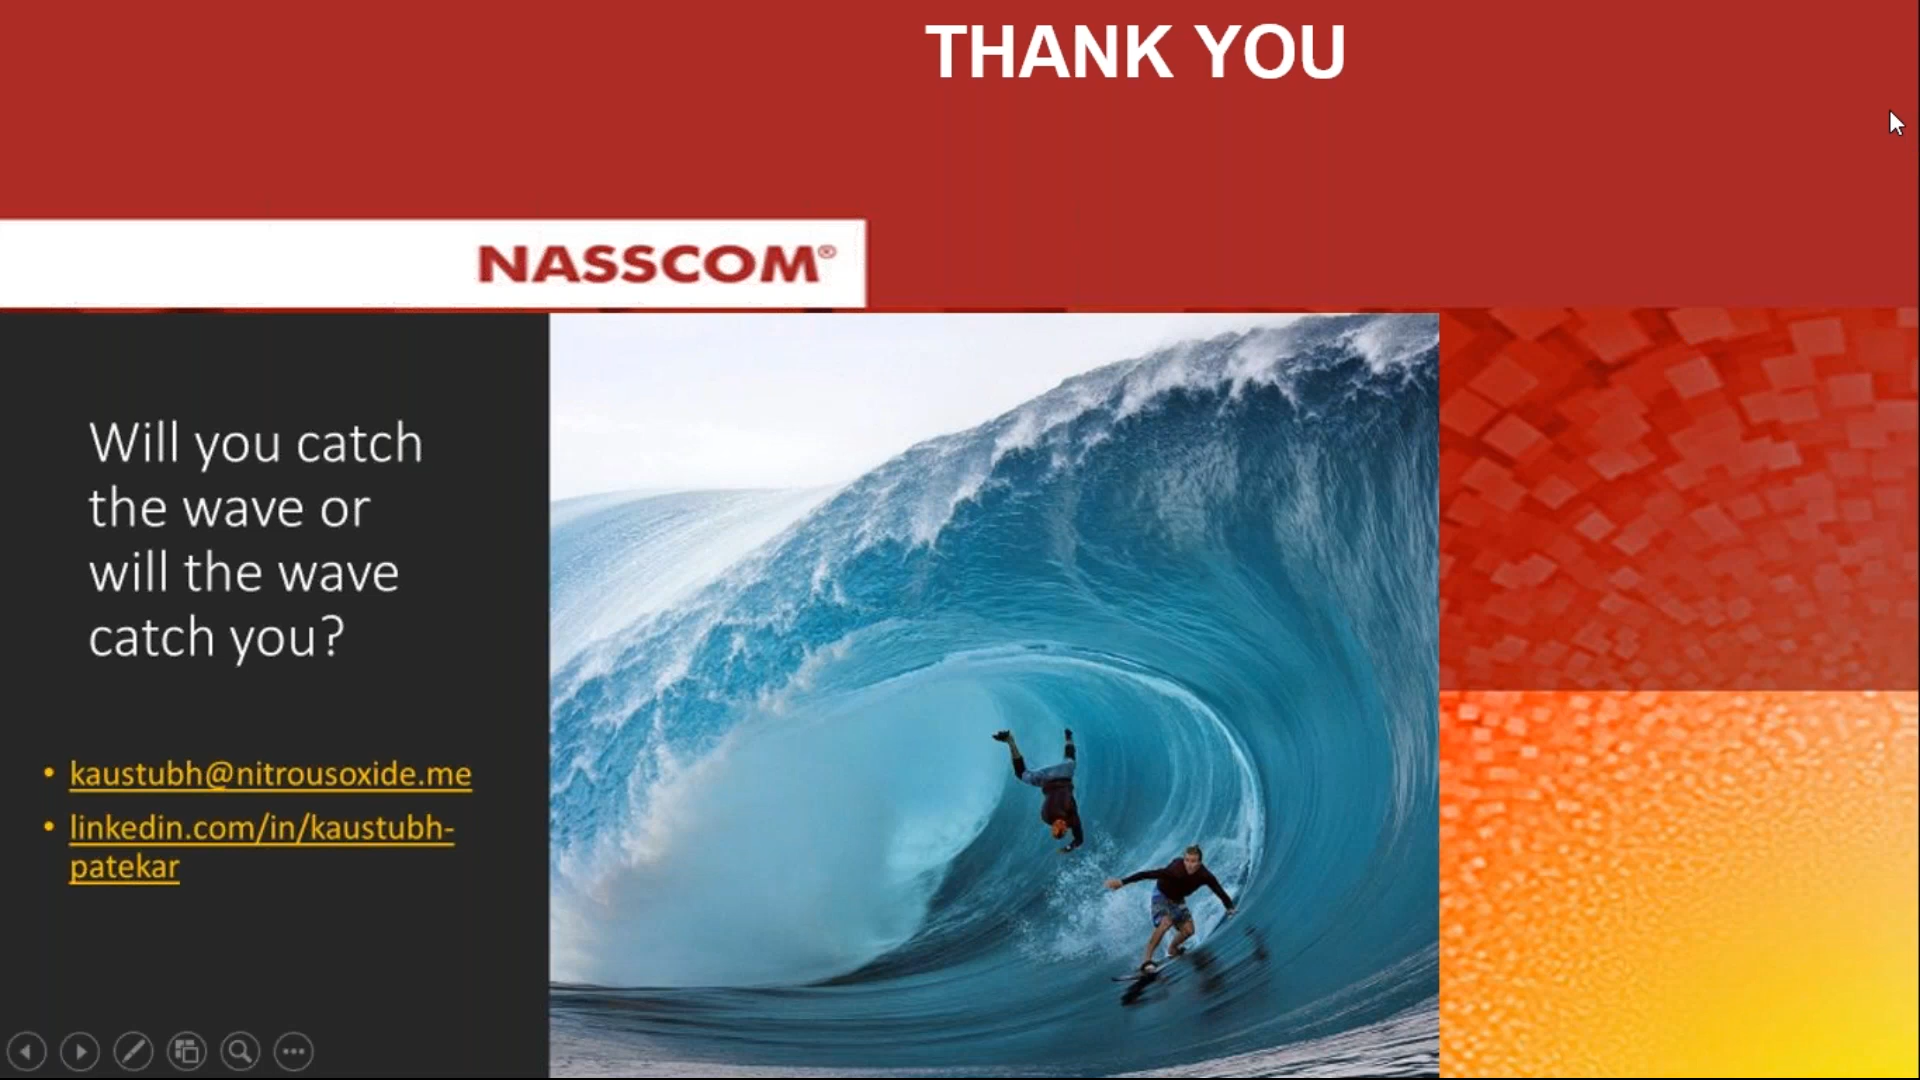 THANK YOU
NASSCOM®
Will you catch
the wave or
will the wave
catch you?
• kaustubh@nitrousoxide.me
• linkedin.com/in/kaustubh-
patekar